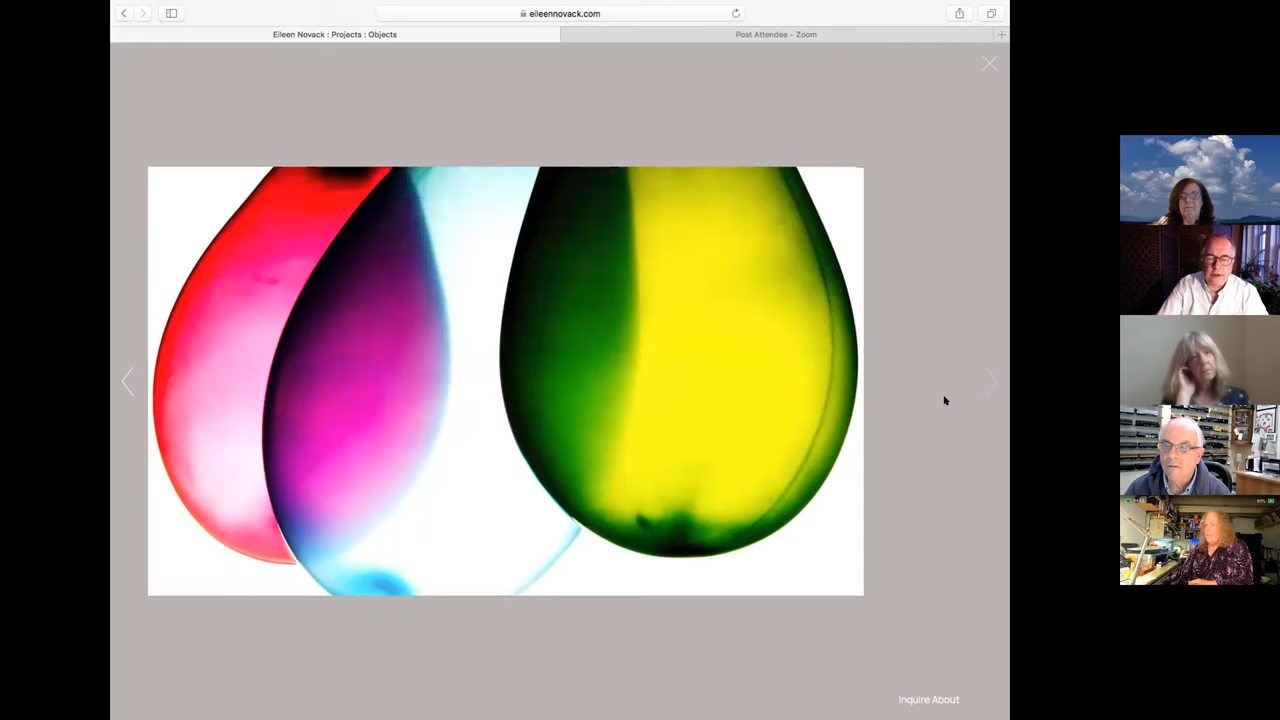 eileennovack.com
Eileen Novack : Projects : Objects
Post Attendee - Zoom
Inquire About